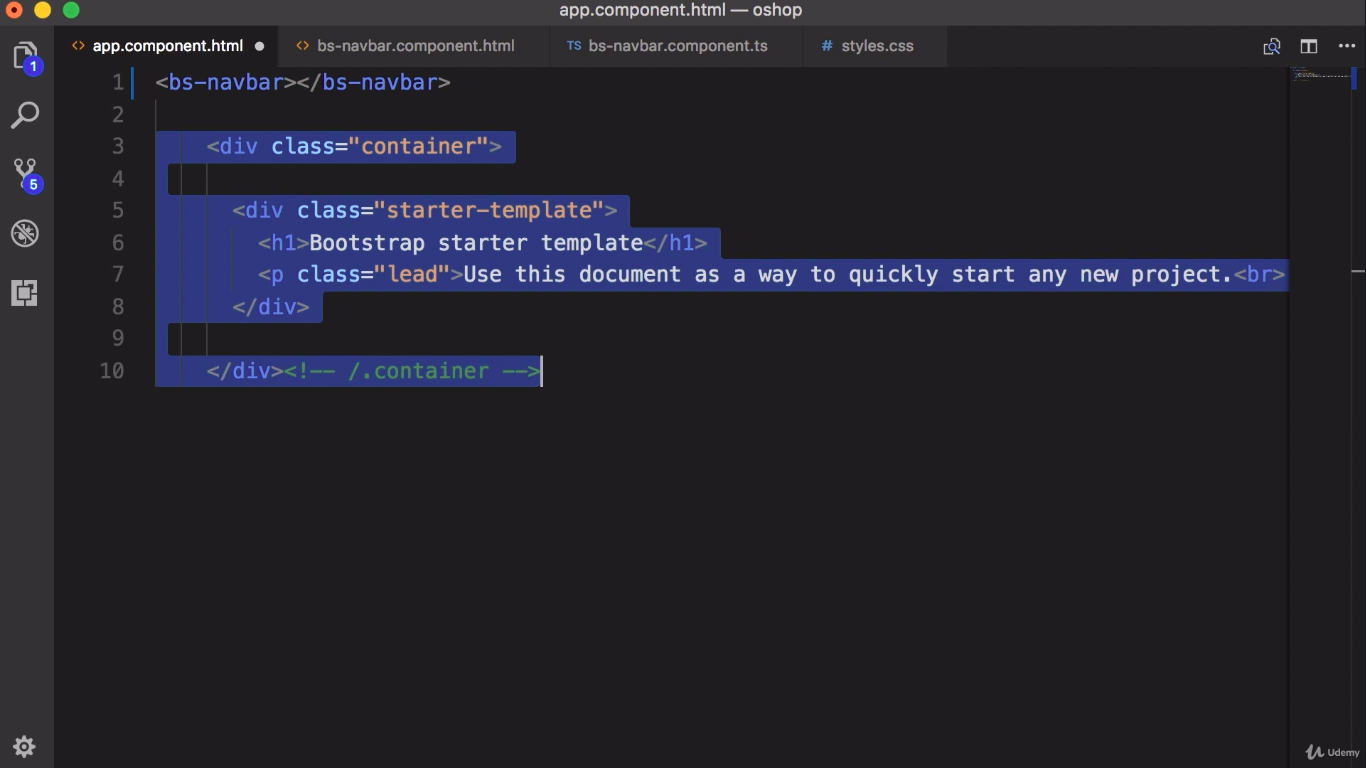 app.component.html — oshop
<> app.component.html ● <> bs-navbar.component.html TS bs-navbar.component.ts # styles.css
1
5
1 <bs-navbar></bs-navbar>
2
3 <div class="container">
4
5 <div class="starter-template">
6 <h1>Bootstrap starter template</h1>
7 <p class="lead">Use this document as a way to quickly start any new project.<br>
8 </div>
9
10 </div><!-- /.container -->
Udemy